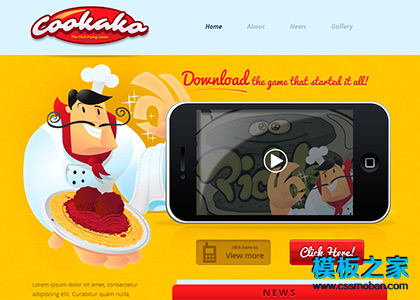 Cookaka
The Mick Frying Game
Home
About
News
Gallery
Download the game that started it all!
click here to
View more
Click Here!
Lorem ipsum dolor sit amet, consectetur
adipiscing elit. Curabitur quam
NEWS
模板之家
www.cssmoban.com